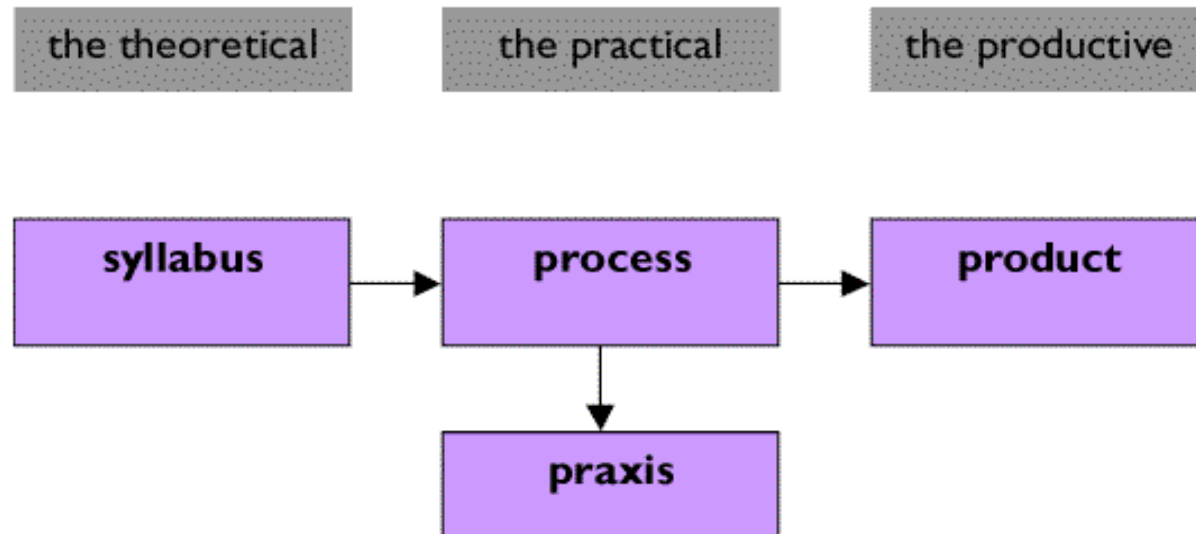 the theoretical
the practical
the productive
syllabus
process
product
praxis